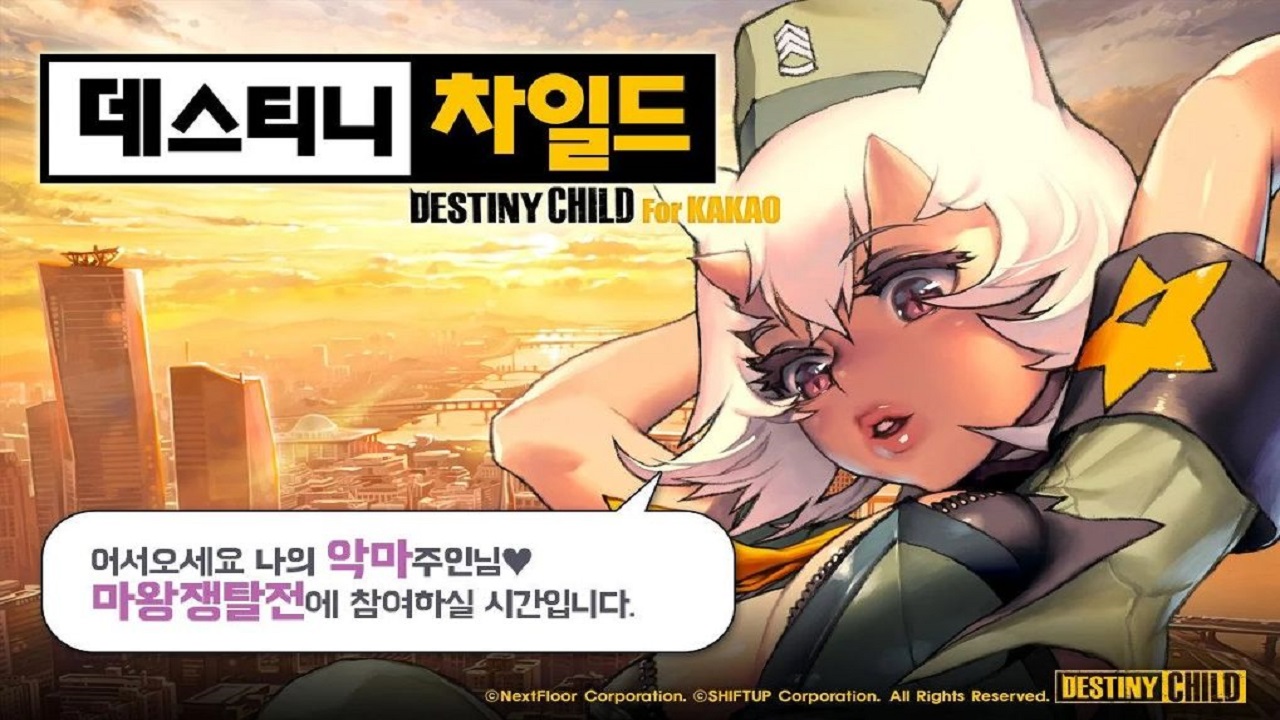 데스티니 차일드
DESTINY CHILD For KAKAO
어서오세요 나의 악마주인님♥
마왕쟁탈전에 참여하실 시간입니다.
©NextFloor Corporation. ©SHIFTUP Corporation. All Rights Reserved. DESTINY CHILD